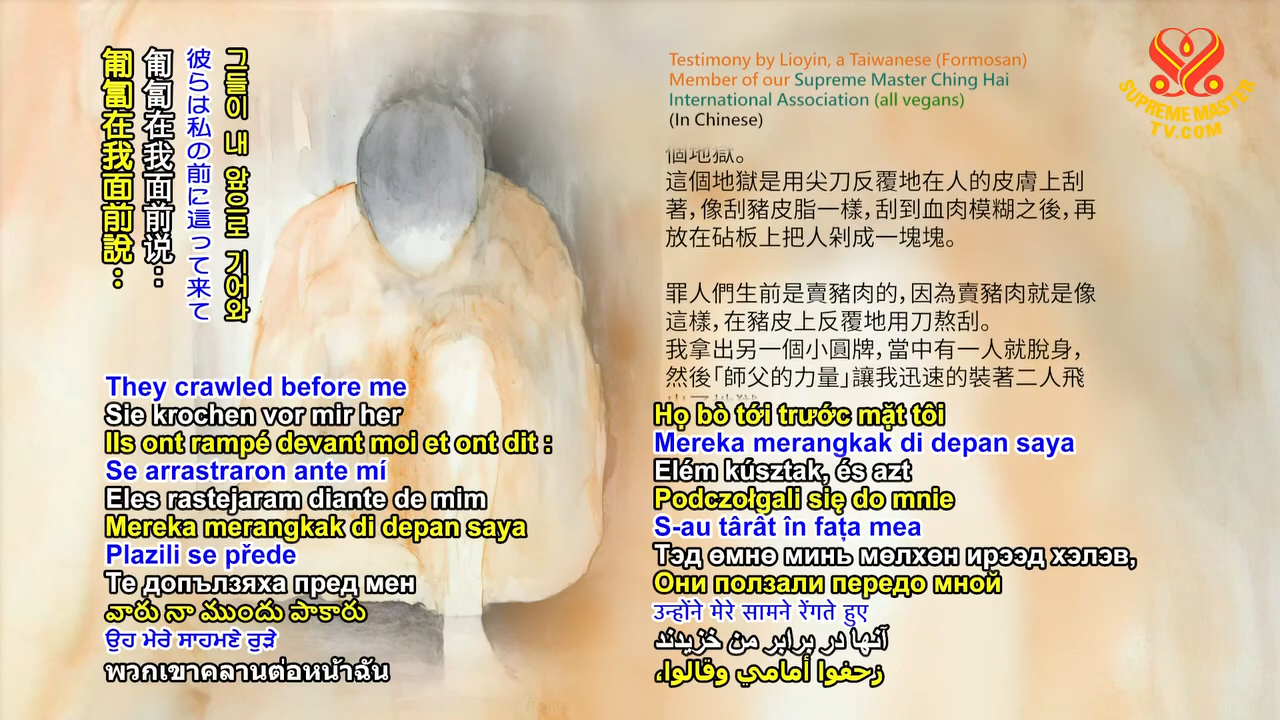 匍匐在我面前說：
匍匐在我面前说：
彼らは私の前に這って来て
그들이 내 앞으로 기어와
Testimony by Lioyin, a Taiwanese (Formosan)
Member of our Supreme Master Ching Hai
International Association (all vegans)
(In Chinese)
SUPREME MASTER
TV.COM
個地獄。
這個地獄是用尖刀反覆地在人的皮膚上刮
著，像刮豬皮脂一樣，刮到血肉模糊之後，再
放在砧板上把人剁成一塊塊。
罪人們生前是賣豬肉的，因為賣豬肉就是像
這樣，在豬皮上反覆地用刀熬刮。
我拿出另一個小圓牌，當中有一人就脫身，
然後「師父的力量」讓我迅速的裝著二人飛
They crawled before me
Sie krochen vor mir her
Ils ont rampé devant moi et ont dit :
Se arrastraron ante mí
Eles rastejaram diante de mim
Mereka merangkak di depan saya
Plazili se přede
Те допълзяха пред мен
వారు నా ముందు పాకారు
ਉਹ ਮੇਰੇ ਸਾਹਮਣੇ ਰੁੜੇ
พวกเขาคลานต่อหน้าฉัน
Họ bò tới trước mặt tôi
Mereka merangkak di depan saya
Elém kúsztak, és azt
Podczołgali się do mnie
S-au târât în fața mea
Тэд өмнө минь мөлхөн ирээд хэлэв,
Они ползали передо мной
उन्होंने मेरे सामने रेंगते हुए
آنها در برابر من خزیدند
زحفوا أمامي وقالوا،